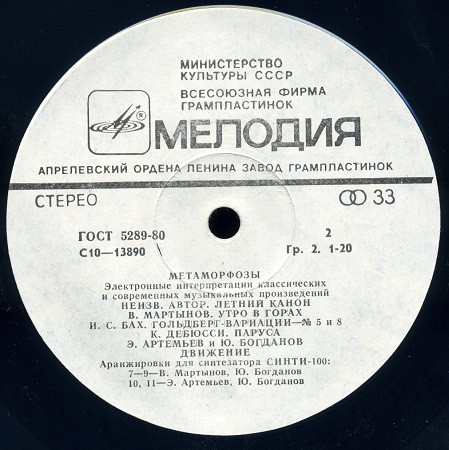 МИНИСТЕРСТВО
КУЛЬТУРЫ СССР
ВСЕСОЮЗНАЯ ФИРМА
ГРАМПЛАСТИНОК
®
МЕЛОДИЯ
АПРЕЛЕВСКИЙ ОРДЕНА ЛЕНИНА ЗАВОД ГРАМПЛАСТИНОК
СТЕРЕО 33
ГОСТ 5289-80 2
С10—13890 Гр. 2. 1-20
МЕТАМОРФОЗЫ
Электронные интерпретации классических
и современных музыкальных произведений
НЕИЗВ. АВТОР. ЛЕТНИЙ КАНОН
В. МАРТЫНОВ. УТРО В ГОРАХ
И. С. БАХ. ГОЛЬДБЕРГ-ВАРИАЦИИ—№ 5 и 8
К. ДЕБЮССИ. ПАРУСА
Э. АРТЕМЬЕВ и Ю. БОГДАНОВ
ДВИЖЕНИЕ
Аранжировки для синтезатора СИНТИ-100:
7—9—В. Мартынов, Ю. Богданов
10, 11—Э. Артемьев, Ю. Богданов